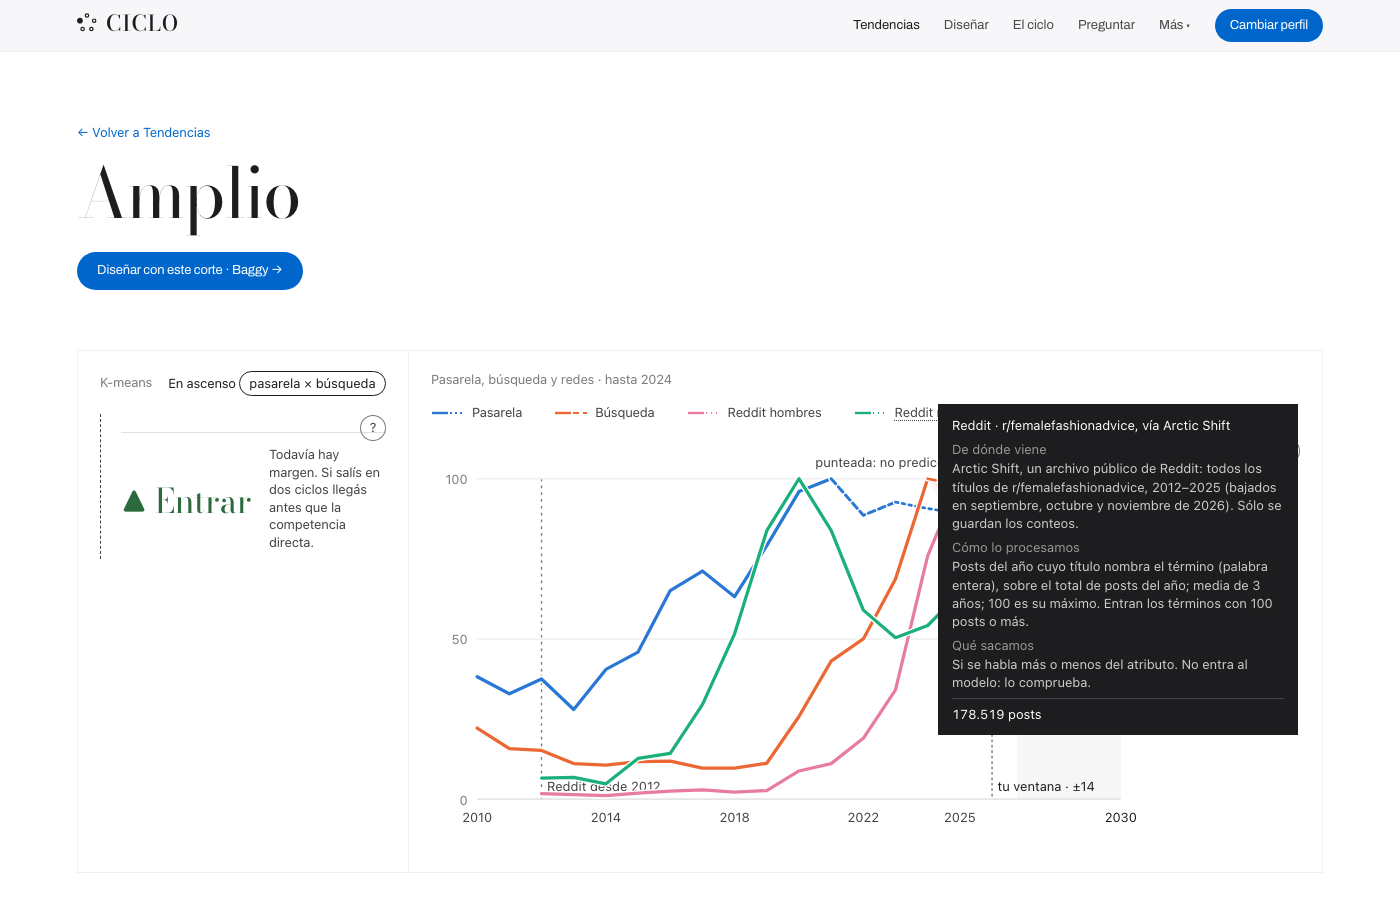 CICLO
Tendencias
Diseñar
El ciclo
Preguntar
Más
Cambiar perfil
← Volver a Tendencias
Amplio
Diseñar con este corte · Baggy →
K-means
En ascenso
pasarela × búsqueda
?
▲ Entrar
Todavía hay
margen. Si salís en
dos ciclos llegás
antes que la
competencia
directa.
Pasarela, búsqueda y redes · hasta 2024
Pasarela
Búsqueda
Reddit hombres
Reddit
punteada: no predic
100
50
0
Reddit desde 2012
tu ventana · ±14
2010
2014
2018
2022
2025
2030
Reddit · r/femalefashionadvice, vía Arctic Shift
De dónde viene
Arctic Shift, un archivo público de Reddit: todos los
títulos de r/femalefashionadvice, 2012–2025 (bajados
en septiembre, octubre y noviembre de 2026). Sólo se
guardan los conteos.
Cómo lo procesamos
Posts del año cuyo título nombra el término (palabra
entera), sobre el total de posts del año; media de 3
años; 100 es su máximo. Entran los términos con 100
posts o más.
Qué sacamos
Si se habla más o menos del atributo. No entra al
modelo: lo comprueba.
178.519 posts